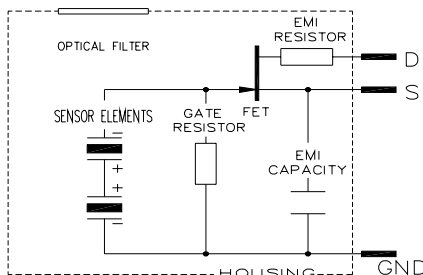 EMI
RESISTOR
OPTICAL FILTER
D
S
SENSOR ELEMENTS
GATE
RESISTOR
FET
EMI
CAPACITY
HOUSING
GND